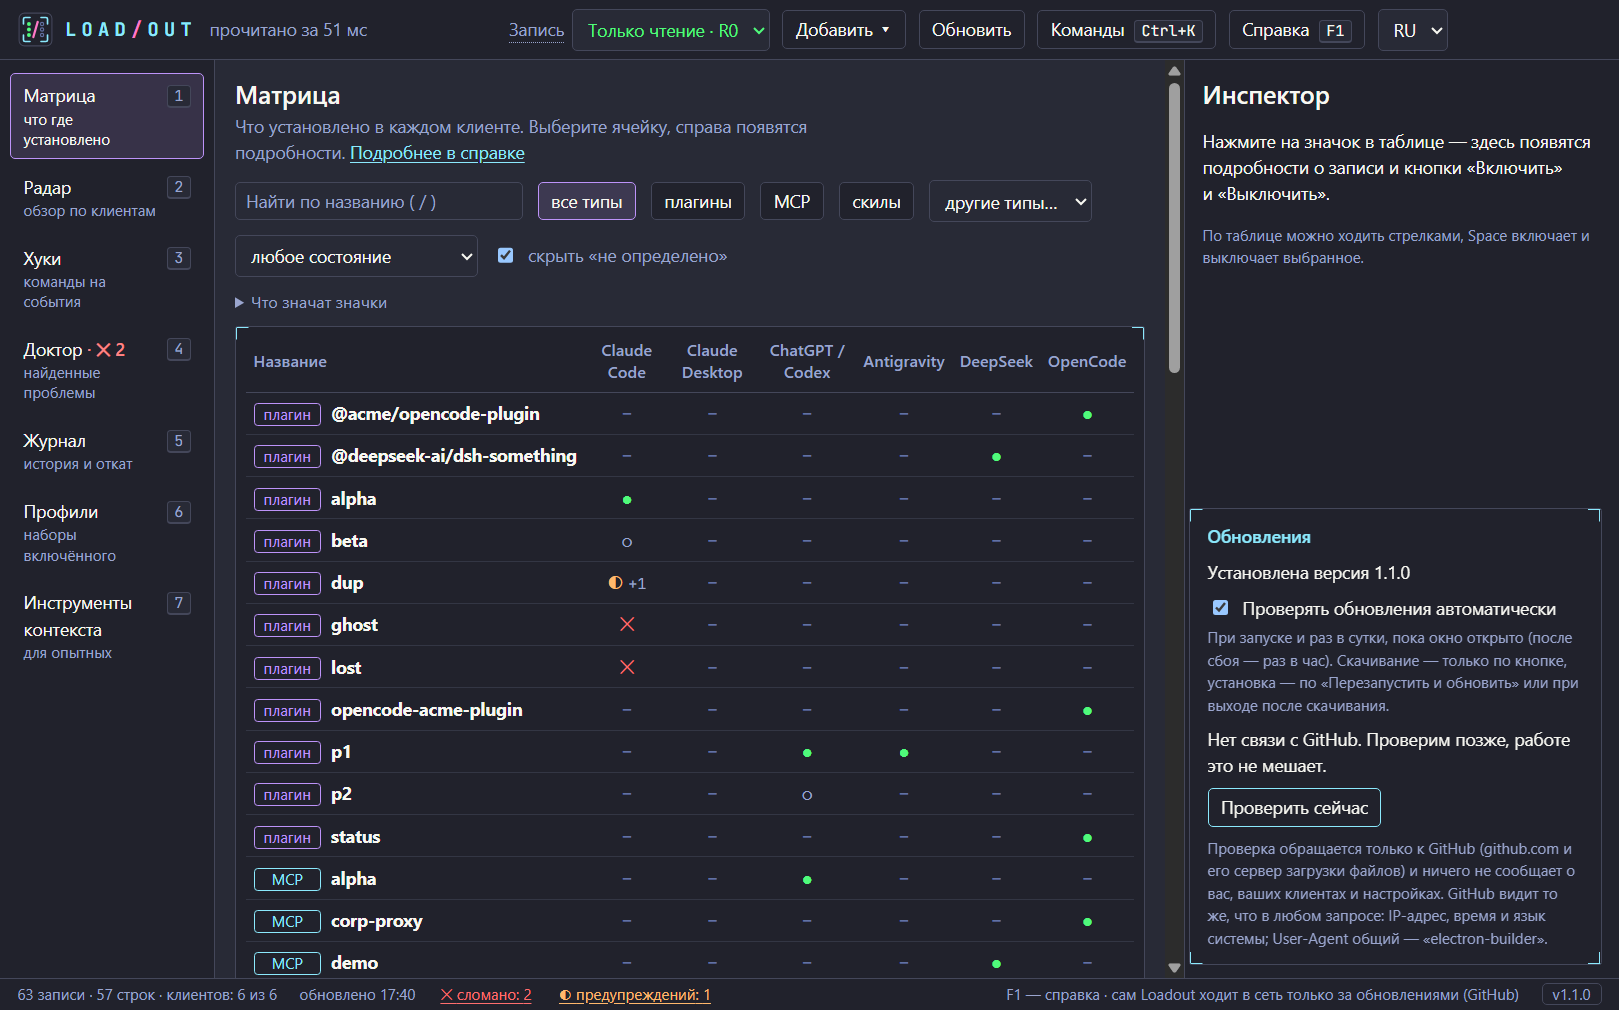 LOAD/OUT прочитано за 51 мс Запись Только чтение · R0 Добавить ▼ Обновить Команды Ctrl+K Справка F1 RU
Матрица 1
что где
установлено
Радар 2
обзор по клиентам
Хуки 3
команды на
события
Доктор · ✕ 2 4
найденные
проблемы
Журнал 5
история и откат
Профили 6
наборы
включённого
Инструменты 7
контекста
для опытных
Матрица
Что установлено в каждом клиенте. Выберите ячейку, справа появятся
подробности. Подробнее в справке
Найти по названию ( / ) все типы плагины MCP скилы другие типы...
любое состояние скрыть «не определено»
▶ Что значат значки
Название Claude Code Claude Desktop ChatGPT / Codex Antigravity DeepSeek OpenCode
плагин @acme/opencode-plugin – – – – – ●
плагин @deepseek-ai/dsh-something – – – – ● –
плагин alpha ● – – – – –
плагин beta ○ – – – – –
плагин dup ◐ +1 – – – – –
плагин ghost ✕ – – – – –
плагин lost ✕ – – – – –
плагин opencode-acme-plugin – – – – – ●
плагин p1 – – ● ● – –
плагин p2 – – ○ – – –
плагин status – – – – – ●
MCP alpha – – ● – – –
MCP corp-proxy – – – – – ●
MCP demo – – – – ● –
Инспектор
Нажмите на значок в таблице — здесь появятся
подробности о записи и кнопки «Включить»
и «Выключить».
По таблице можно ходить стрелками, Space включает и
выключает выбранное.
Обновления
Установлена версия 1.1.0
Проверять обновления автоматически
При запуске и раз в сутки, пока окно открыто (после
сбоя — раз в час). Скачивание — только по кнопке,
установка — по «Перезапустить и обновить» или при
выходе после скачивания.
Нет связи с GitHub. Проверим позже, работе
это не мешает.
Проверить сейчас
Проверка обращается только к GitHub (github.com и
его сервер загрузки файлов) и ничего не сообщает о
вас, ваших клиентах и настройках. GitHub видит то
же, что в любом запросе: IP-адрес, время и язык
системы; User-Agent общий — «electron-builder».
63 записи · 57 строк · клиентов: 6 из 6 обновлено 17:40 ✕ сломано: 2 ◐ предупреждений: 1 F1 — справка · сам Loadout ходит в сеть только за обновлениями (GitHub) v1.1.0